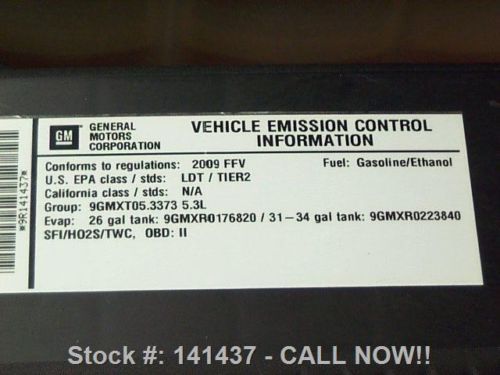 GM
GENERAL
MOTORS
CORPORATION
VEHICLE EMISSION CONTROL
INFORMATION
Conforms to regulations: 2009 FFV Fuel: Gasoline/Ethanol
U.S. EPA class / stds: LDT / TIER2
California class / stds: N/A
Group: 9GMXT05.3373 5.3L
Evap: 26 gal tank: 9GMXR0176820 / 31-34 gal tank: 9GMXR0223840
SFI/HO2S/TWC, OBD: II
*9R141437*
Stock #: 141437 - CALL NOW!!